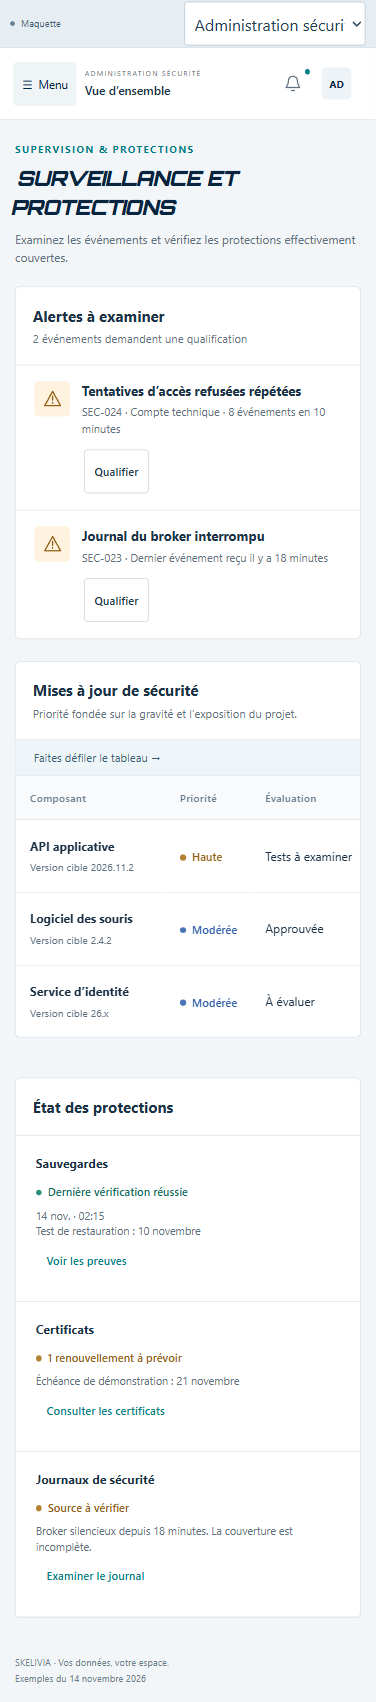 Maquette
Administration sécuri
☰ Menu
ADMINISTRATION SÉCURITÉ
Vue d’ensemble
AD
SUPERVISION & PROTECTIONS
SURVEILLANCE ET
PROTECTIONS
Examinez les événements et vérifiez les protections effectivement
couvertes.
Alertes à examiner
2 événements demandent une qualification
Tentatives d’accès refusées répétées
SEC-024 · Compte technique · 8 événements en 10
minutes
Qualifier
Journal du broker interrompu
SEC-023 · Dernier événement reçu il y a 18 minutes
Qualifier
Mises à jour de sécurité
Priorité fondée sur la gravité et l’exposition du projet.
Faites défiler le tableau →
Composant Priorité Évaluation
API applicative
Version cible 2026.11.2
Haute
Tests à examiner
Logiciel des souris
Version cible 2.4.2
Modérée
Approuvée
Service d’identité
Version cible 26.x
Modérée
À évaluer
État des protections
Sauvegardes
Dernière vérification réussie
14 nov. · 02:15
Test de restauration : 10 novembre
Voir les preuves
Certificats
1 renouvellement à prévoir
Échéance de démonstration : 21 novembre
Consulter les certificats
Journaux de sécurité
Source à vérifier
Broker silencieux depuis 18 minutes. La couverture est
incomplète.
Examiner le journal
SKELIVIA · Vos données, votre espace.
Exemples du 14 novembre 2026